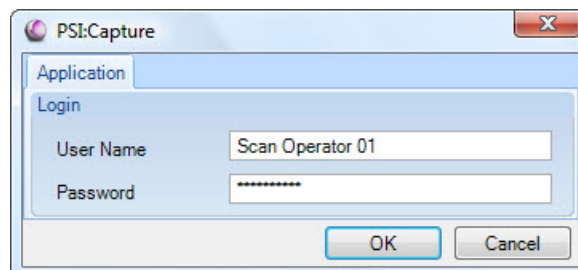 PSI:Capture
Application
Login
User Name Scan Operator 01
Password **********
OK Cancel